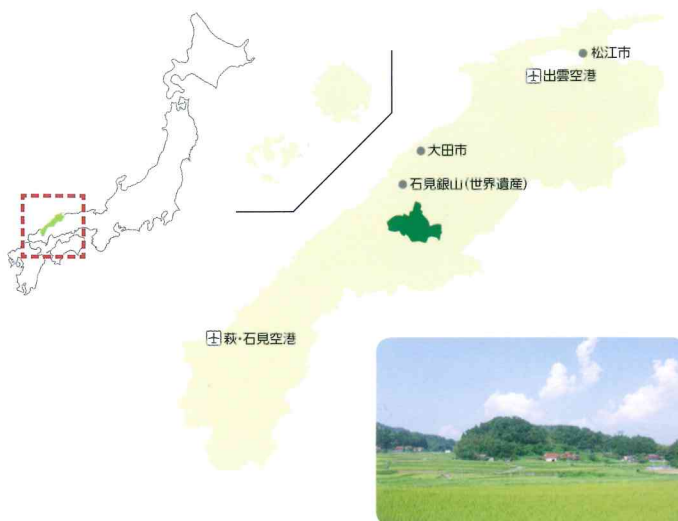 松江市
出雲空港
大田市
石見銀山(世界遺産)
萩・石見空港